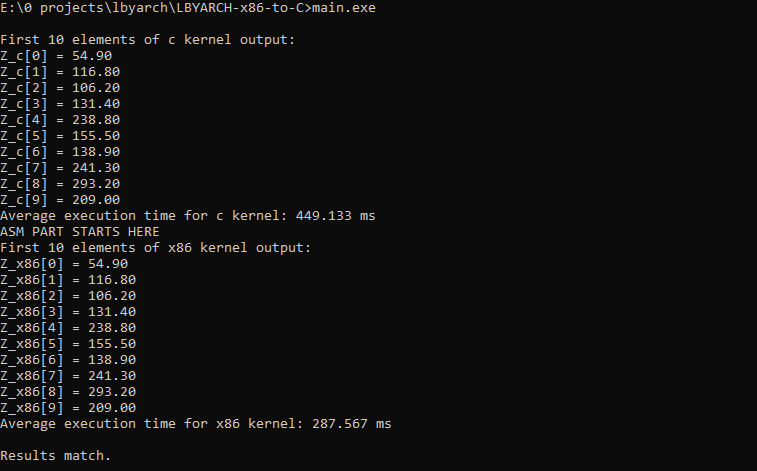 E:\0 projects\lbyarch\LBYARCH-x86-to-C>main.exe
First 10 elements of c kernel output:
Z_c[0] = 54.90
Z_c[1] = 116.80
Z_c[2] = 106.20
Z_c[3] = 131.40
Z_c[4] = 238.80
Z_c[5] = 155.50
Z_c[6] = 138.90
Z_c[7] = 241.30
Z_c[8] = 293.20
Z_c[9] = 209.00
Average execution time for c kernel: 449.133 ms
ASM PART STARTS HERE
First 10 elements of x86 kernel output:
Z_x86[0] = 54.90
Z_x86[1] = 116.80
Z_x86[2] = 106.20
Z_x86[3] = 131.40
Z_x86[4] = 238.80
Z_x86[5] = 155.50
Z_x86[6] = 138.90
Z_x86[7] = 241.30
Z_x86[8] = 293.20
Z_x86[9] = 209.00
Average execution time for x86 kernel: 287.567 ms
Results match.